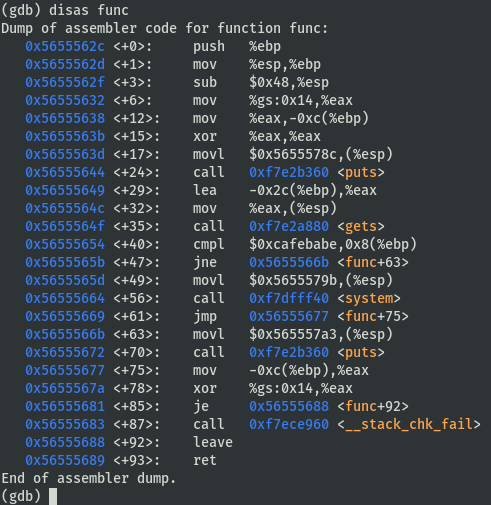 (gdb) disas func
Dump of assembler code for function func:
   0x5655562c <+0>:     push   %ebp
   0x5655562d <+1>:     mov    %esp,%ebp
   0x5655562f <+3>:     sub    $0x48,%esp
   0x56555632 <+6>:     mov    %gs:0x14,%eax
   0x56555638 <+12>:    mov    %eax,-0xc(%ebp)
   0x5655563b <+15>:    xor    %eax,%eax
   0x5655563d <+17>:    movl   $0x5655578c,(%esp)
   0x56555644 <+24>:    call   0xf7e2b360 <puts>
   0x56555649 <+29>:    lea    -0x2c(%ebp),%eax
   0x5655564c <+32>:    mov    %eax,(%esp)
   0x5655564f <+35>:    call   0xf7e2a880 <gets>
   0x56555654 <+40>:    cmpl   $0xcafebabe,0x8(%ebp)
   0x5655565b <+47>:    jne    0x5655566b <func+63>
   0x5655565d <+49>:    movl   $0x5655579b,(%esp)
   0x56555664 <+56>:    call   0xf7dfff40 <system>
   0x56555669 <+61>:    jmp    0x56555677 <func+75>
   0x5655566b <+63>:    movl   $0x565557a3,(%esp)
   0x56555672 <+70>:    call   0xf7e2b360 <puts>
   0x56555677 <+75>:    mov    -0xc(%ebp),%eax
   0x5655567a <+78>:    xor    %gs:0x14,%eax
   0x56555681 <+85>:    je     0x56555688 <func+92>
   0x56555683 <+87>:    call   0xf7ece960 <__stack_chk_fail>
   0x56555688 <+92>:    leave
   0x56555689 <+93>:    ret
End of assembler dump.
(gdb)